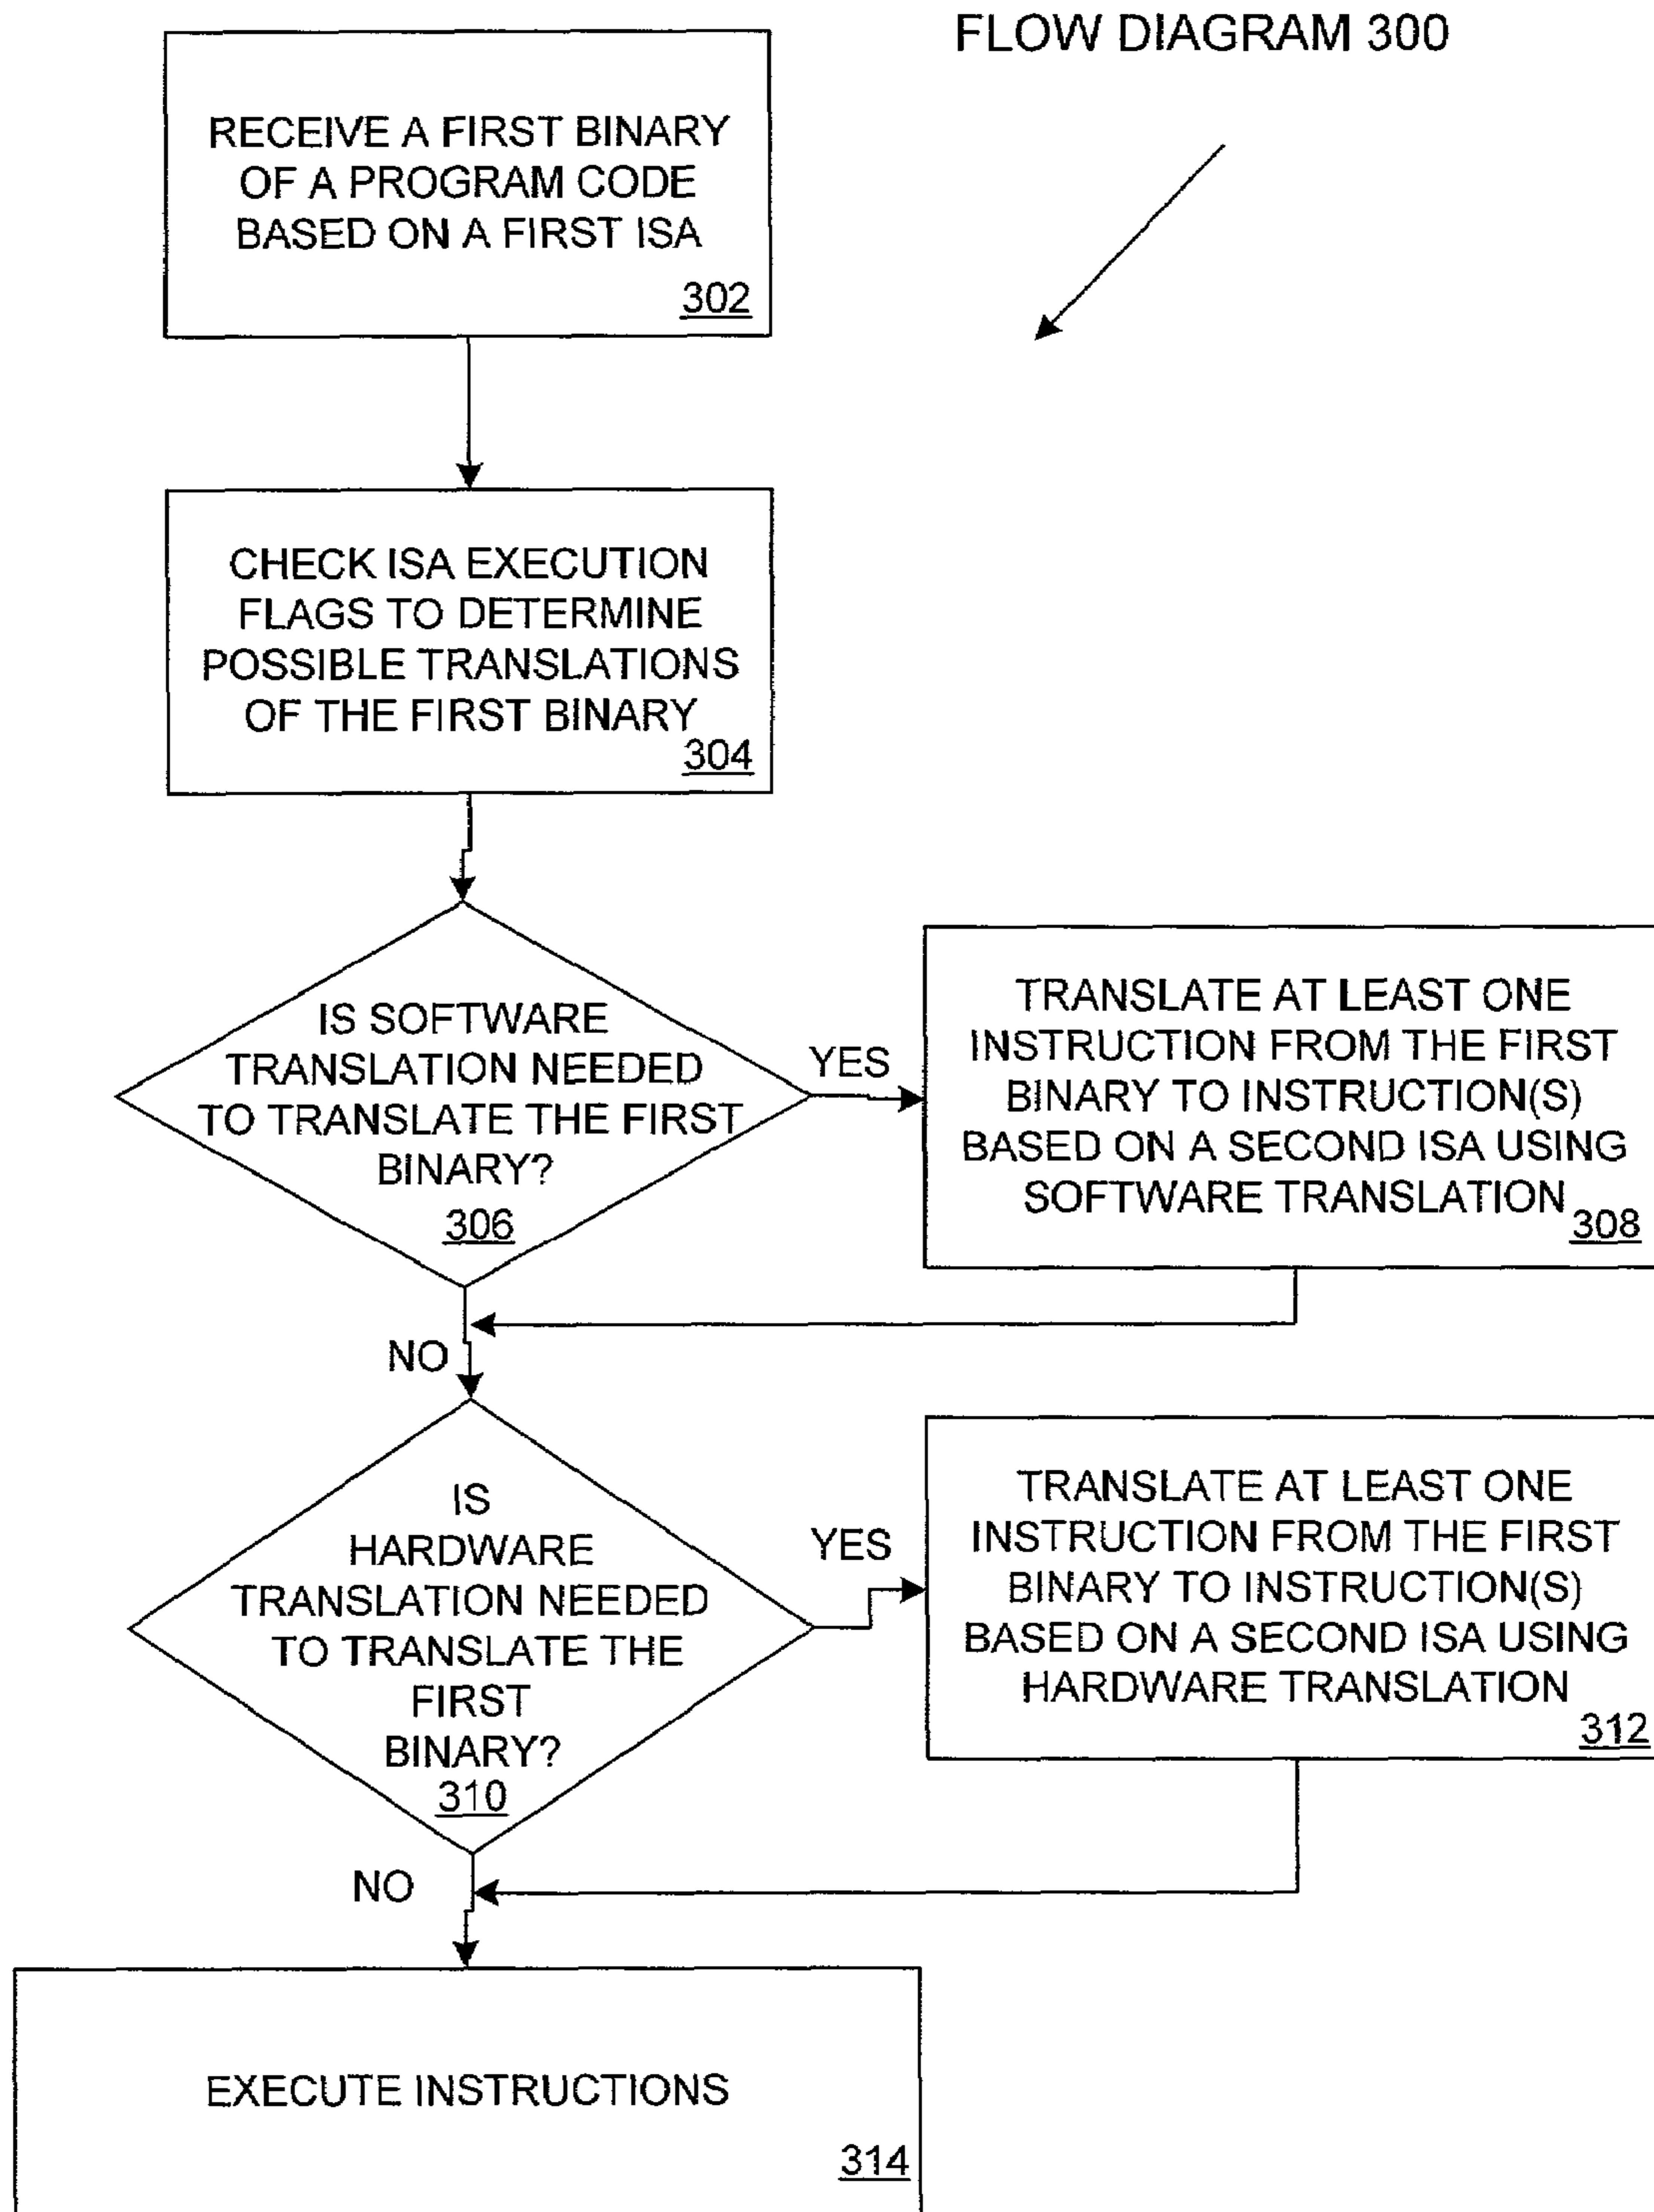 FLOW DIAGRAM 300
RECEIVE A FIRST BINARY
OF A PROGRAM CODE
BASED ON A FIRST ISA
302
CHECK ISA EXECUTION
FLAGS TO DETERMINE
POSSIBLE TRANSLATIONS
OF THE FIRST BINARY
304
IS SOFTWARE
TRANSLATION NEEDED
TO TRANSLATE THE FIRST
BINARY?
306
YES
TRANSLATE AT LEAST ONE
INSTRUCTION FROM THE FIRST
BINARY TO INSTRUCTION(S)
BASED ON A SECOND ISA USING
SOFTWARE TRANSLATION
308
NO
IS
HARDWARE
TRANSLATION NEEDED
TO TRANSLATE THE
FIRST
BINARY?
310
YES
TRANSLATE AT LEAST ONE
INSTRUCTION FROM THE FIRST
BINARY TO INSTRUCTION(S)
BASED ON A SECOND ISA USING
HARDWARE TRANSLATION
312
NO
EXECUTE INSTRUCTIONS
314